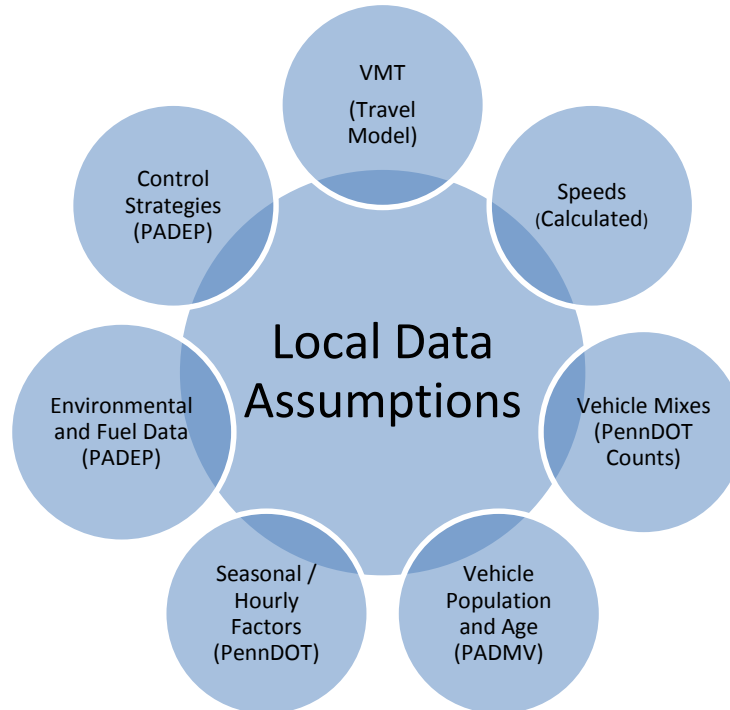 VMT
(Travel
Model)
Control
Strategies
(PADEP)
Speeds
(Calculated)
Local Data
Assumptions
Environmental
and Fuel Data
(PADEP)
Vehicle Mixes
(PennDOT
Counts)
Seasonal /
Hourly
Factors
(PennDOT)
Vehicle
Population
and Age
(PADMV)